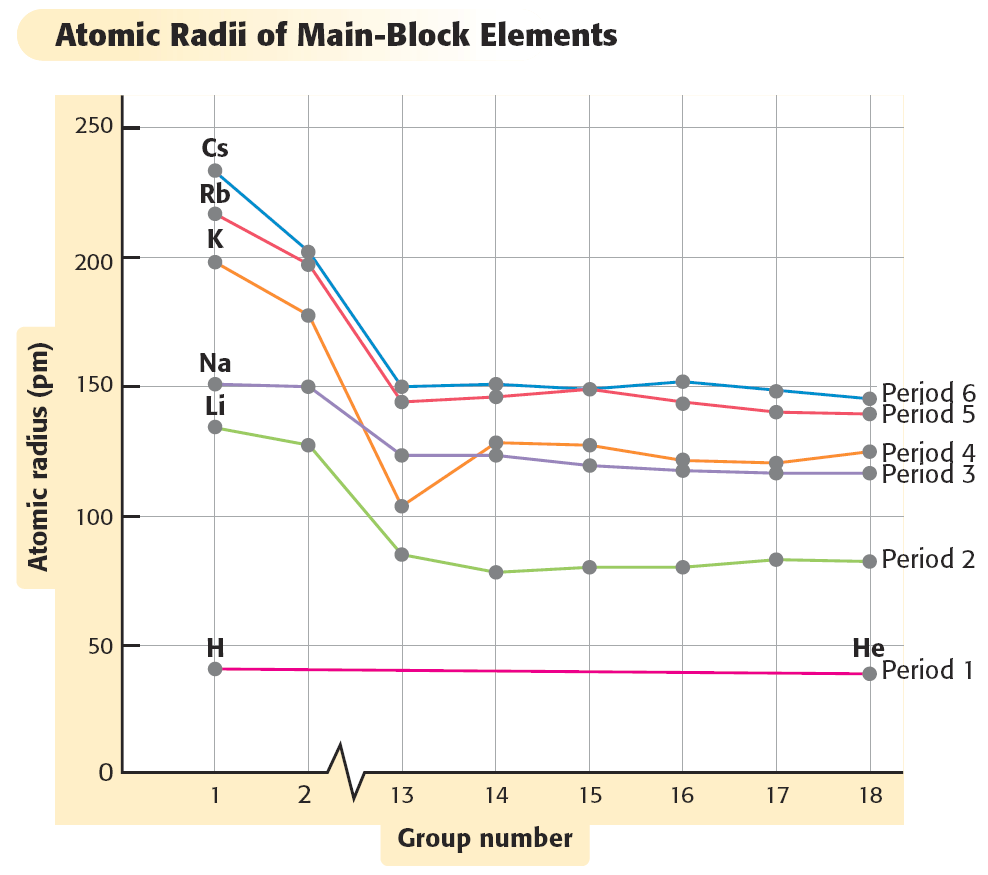 Atomic Radii of Main-Block Elements
250
Cs
Rb
K
200
Na
150
Li
Period 6
Period 5
Period 4
Period 3
100
Period 2
50
H
He
Period 1
0
1 2 13 14 15 16 17 18
Atomic radius (pm)
Group number